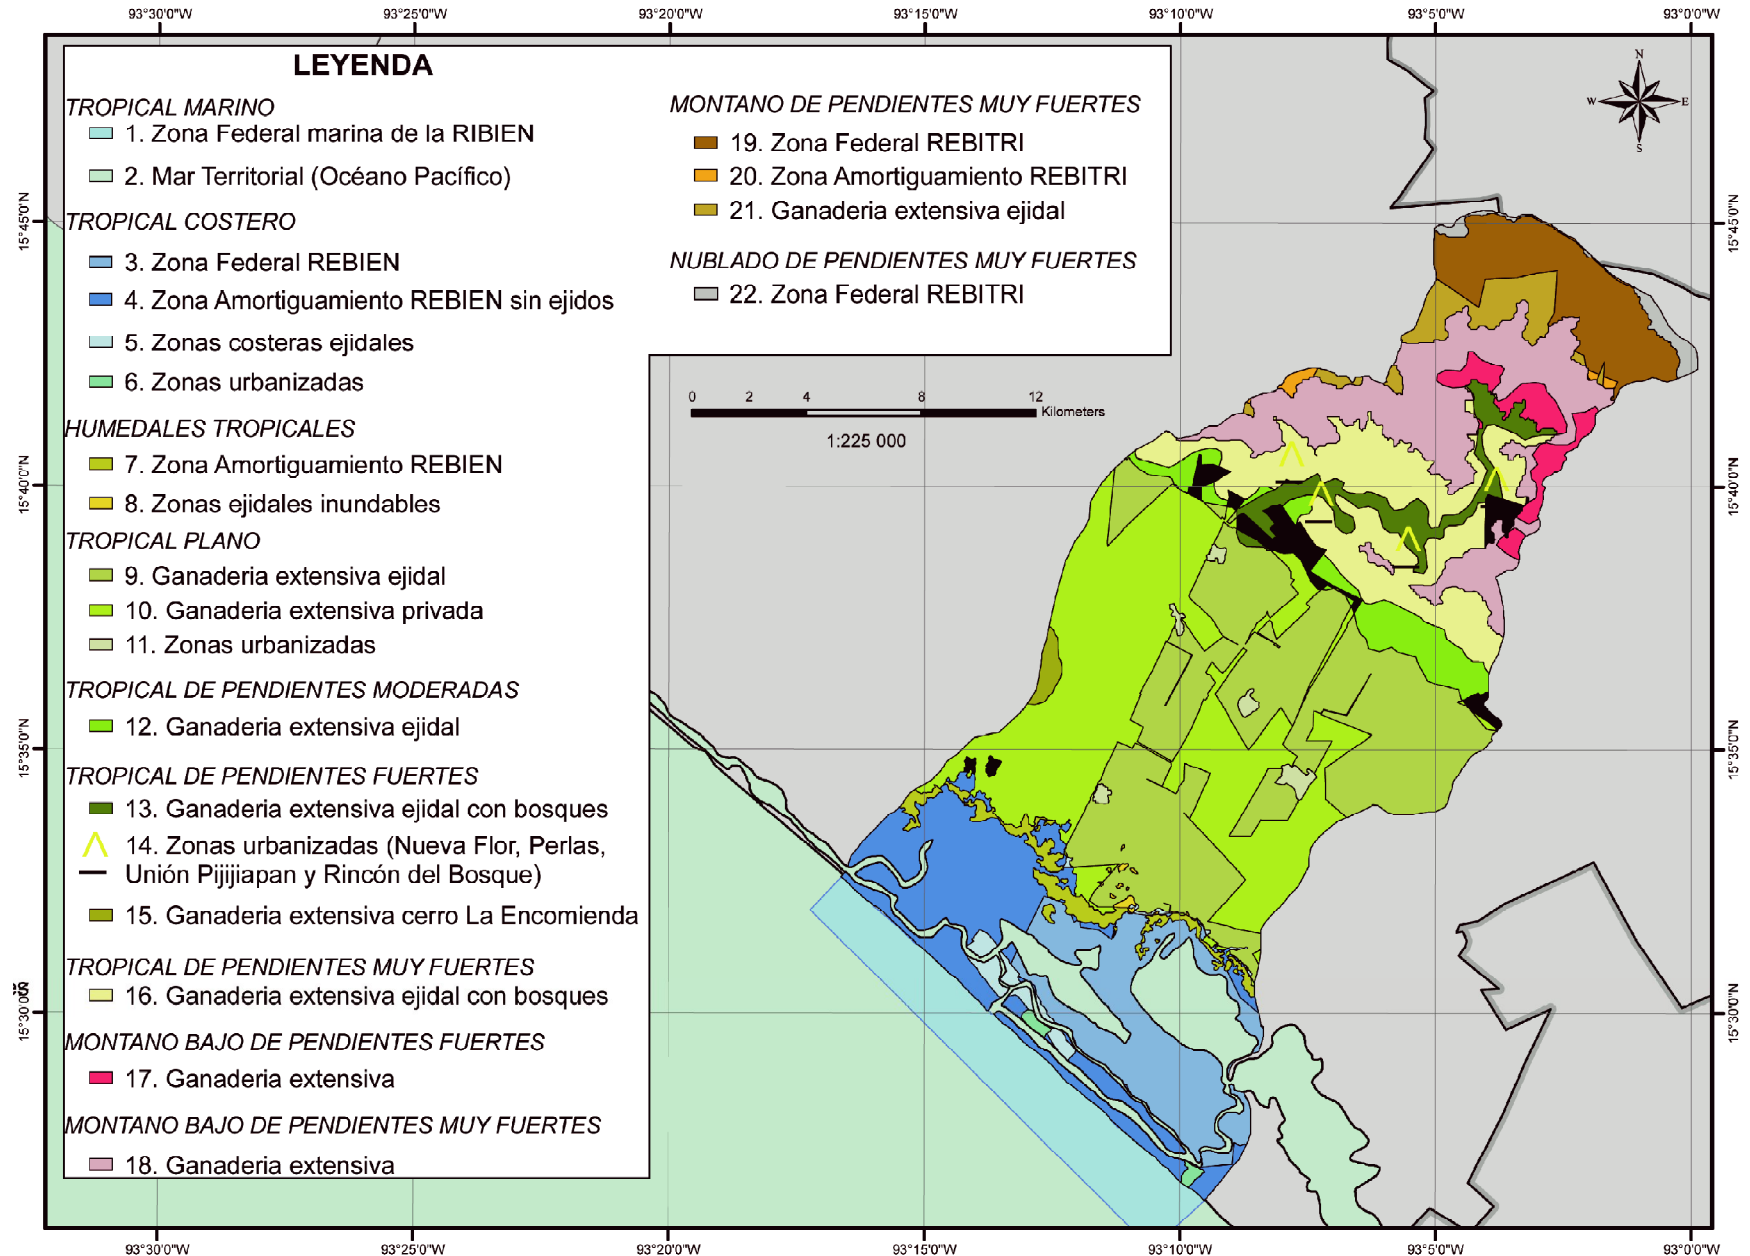 93°30'0"W 93°25'0"W 93°20'0"W 93°15'0"W 93°10'0"W 93°5'0"W 93°0'0"W
LEYENDA
TROPICAL MARINO
1. Zona Federal marina de la RIBIEN
2. Mar Territorial (Océano Pacífico)
TROPICAL COSTERO
3. Zona Federal REBIEN
4. Zona Amortiguamiento REBIEN sin ejidos
5. Zonas costeras ejidales
6. Zonas urbanizadas
HUMEDALES TROPICALES
7. Zona Amortiguamiento REBIEN
8. Zonas ejidales inundables
TROPICAL PLANO
9. Ganaderia extensiva ejidal
10. Ganaderia extensiva privada
11. Zonas urbanizadas
TROPICAL DE PENDIENTES MODERADAS
12. Ganaderia extensiva ejidal
TROPICAL DE PENDIENTES FUERTES
13. Ganaderia extensiva ejidal con bosques
14. Zonas urbanizadas (Nueva Flor, Perlas,
Unión Pijijiapan y Rincón del Bosque)
15. Ganaderia extensiva cerro La Encomienda
TROPICAL DE PENDIENTES MUY FUERTES
16. Ganaderia extensiva ejidal con bosques
MONTANO BAJO DE PENDIENTES FUERTES
17. Ganaderia extensiva
MONTANO BAJO DE PENDIENTES MUY FUERTES
18. Ganaderia extensiva
MONTANO DE PENDIENTES MUY FUERTES
19. Zona Federal REBITRI
20. Zona Amortiguamiento REBITRI
21. Ganaderia extensiva ejidal
NUBLADO DE PENDIENTES MUY FUERTES
22. Zona Federal REBITRI
0 2 4 8 12
Kilometers
1:225 000
N
W E
S
15°45'0"N
15°40'0"N
15°35'0"N
15°30'0"N
15°45'0"N
15°40'0"N
15°35'0"N
15°30'0"N
93°30'0"W 93°25'0"W 93°20'0"W 93°15'0"W 93°10'0"W 93°5'0"W 93°0'0"W